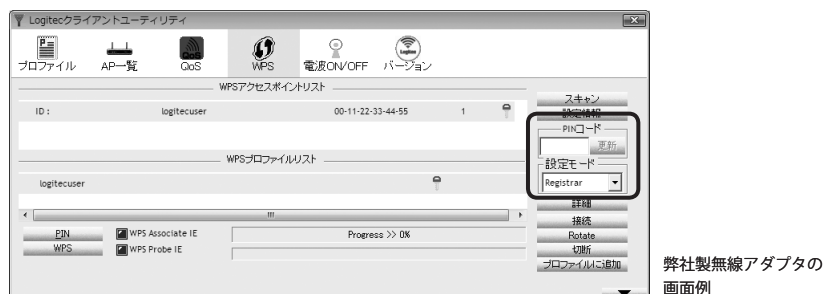 Logitecクライアントユーティリティ
プロファイル AP一覧 QoS WPS 電波ON/OFF バージョン
WPSアクセスポイントリスト
ID : logitecuser 00-11-22-33-44-55 1
スキャン
設定情報
PINコード
更新
設定モード
Registrar
WPSプロファイルリスト
logitecuser
詳細
接続
Rotate
切断
プロファイルに追加
PIN WPS Associate IE Progress >> 0%
WPS WPS Probe IE
弊社製無線アダプタの
画面例